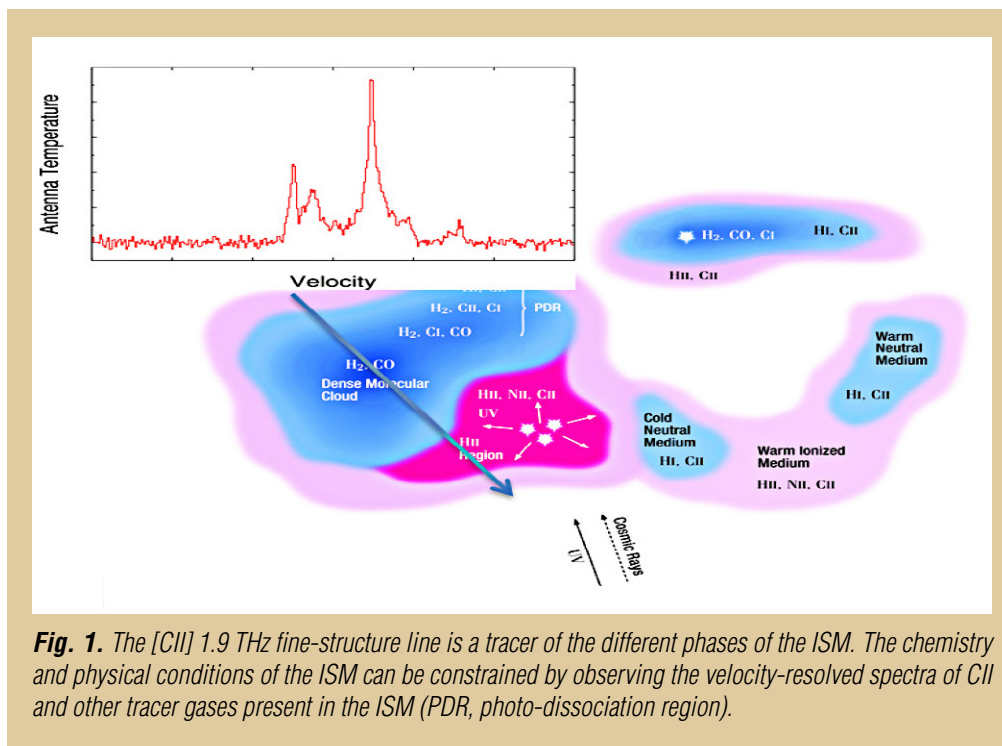 Antenna Temperature
Velocity
H2, CII, CI
PDR
H2, CI, CO
H2, CO
Dense Molecular
Cloud
HII, NII, CII
UV
HII
Region
H2, CO, CI
HI, CII
HII, CII
Warm
Neutral
Medium
HI, CII
Cold
Neutral
Medium
HI, CII
Warm Ionized
Medium
HII, NII, CII
UV
Cosmic Rays
Fig. 1. The [CII] 1.9 THz fine-structure line is a tracer of the different phases of the ISM. The chemistry
and physical conditions of the ISM can be constrained by observing the velocity-resolved spectra of CII
and other tracer gases present in the ISM (PDR, photo-dissociation region).